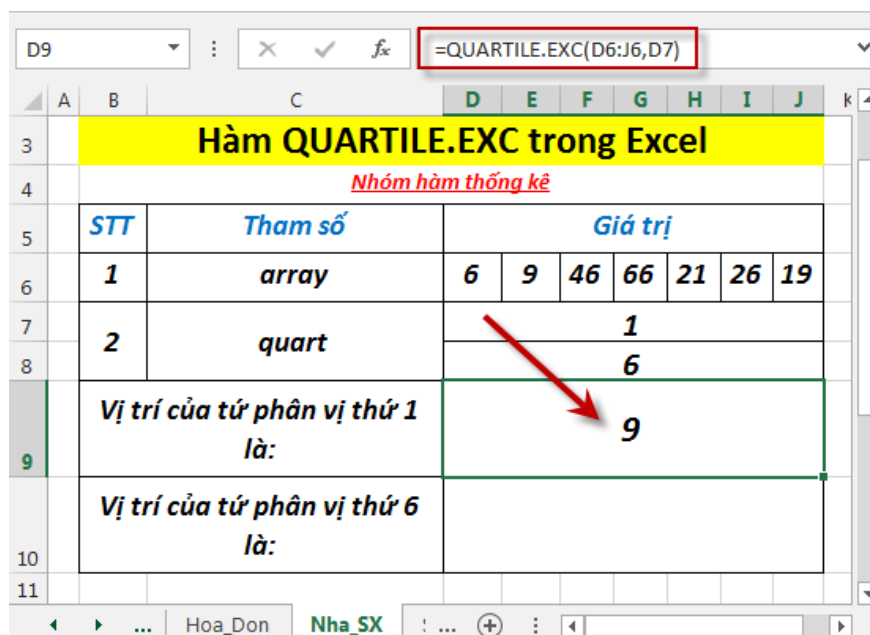 D9 fx =QUARTILE.EXC(D6:J6,D7)
A B C D E F G H I J K
3 Hàm QUARTILE.EXC trong Excel
4 Nhóm hàm thống kê
5 STT Tham số Giá trị
6 1 array 6 9 46 66 21 26 19
7 1
2 quart
8 6
Vị trí của tứ phân vị thứ 1
9
là:
9
Vị trí của tứ phân vị thứ 6
là:
10
11
... Hoa_Don Nha_SX ...